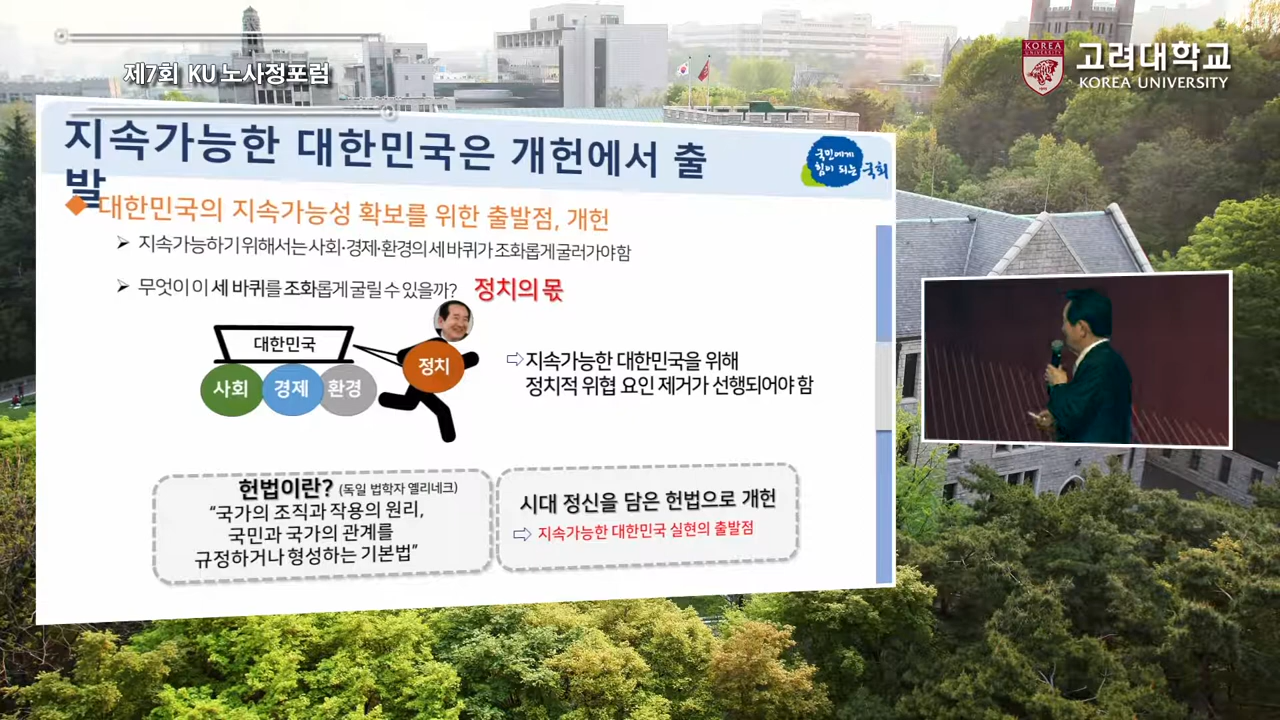 제7회 KU 노사정포럼
KOREA
UNIVERSITY
고려대학교
KOREA UNIVERSITY
지속가능한 대한민국은 개헌에서 출
발
국민에게
힘이 되는 국회
대한민국의 지속가능성 확보를 위한 출발점, 개헌
지속가능하기 위해서는 사회·경제·환경의 세 바퀴가 조화롭게 굴러가야 함
무엇이 이 세 바퀴를 조화롭게 굴릴 수 있을까? 정치의 몫
대한민국
사회 경제 환경
정치
지속가능한 대한민국을 위해
정치적 위협 요인 제거가 선행되어야 함
헌법이란? (독일 법학자 옐리네크)
“국가의 조직과 작용의 원리,
국민과 국가의 관계를
규정하거나 형성하는 기본법”
시대 정신을 담은 헌법으로 개헌
지속가능한 대한민국 실현의 출발점